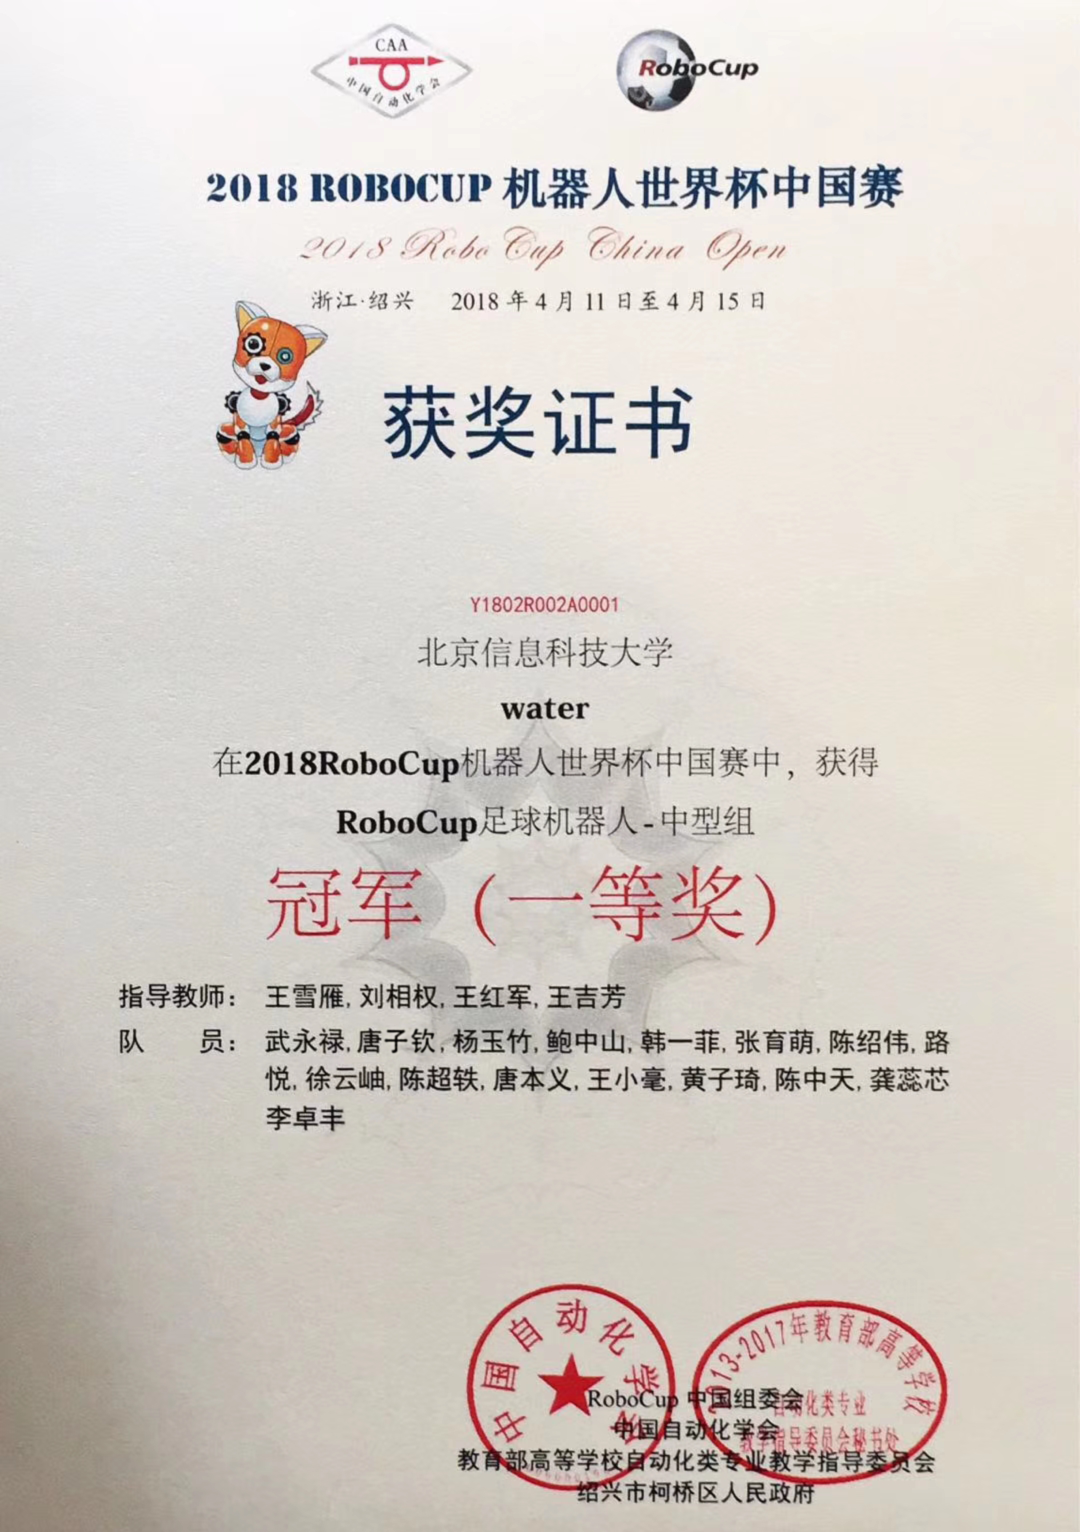 CAA
中国自动化学会
RoboCup
2018 ROBOCUP 机器人世界杯中国赛
2018 RoboCup China Open
浙江·绍兴 2018 年 4 月 11 日至 4 月 15 日
获奖证书
Y1802R002A0001
北京信息科技大学
water
在2018RoboCup机器人世界杯中国赛中，获得
RoboCup足球机器人-中型组
冠军（一等奖）
指导教师： 王雪雁, 刘相权, 王红军, 王吉芳
队 员： 武永禄, 唐子钦, 杨玉竹, 鲍中山, 韩一菲, 张育萌, 陈绍伟, 路
悦, 徐云岫, 陈超轶, 唐本义, 王小毫, 黄子琦, 陈中天, 龚蕊芯
李卓丰
中国自动化学会
2013-2017年教育部高等学校
自动化类专业
教学指导委员会秘书处
RoboCup 中国组委会
中国自动化学会
教育部高等学校自动化类专业教学指导委员会
绍兴市柯桥区人民政府